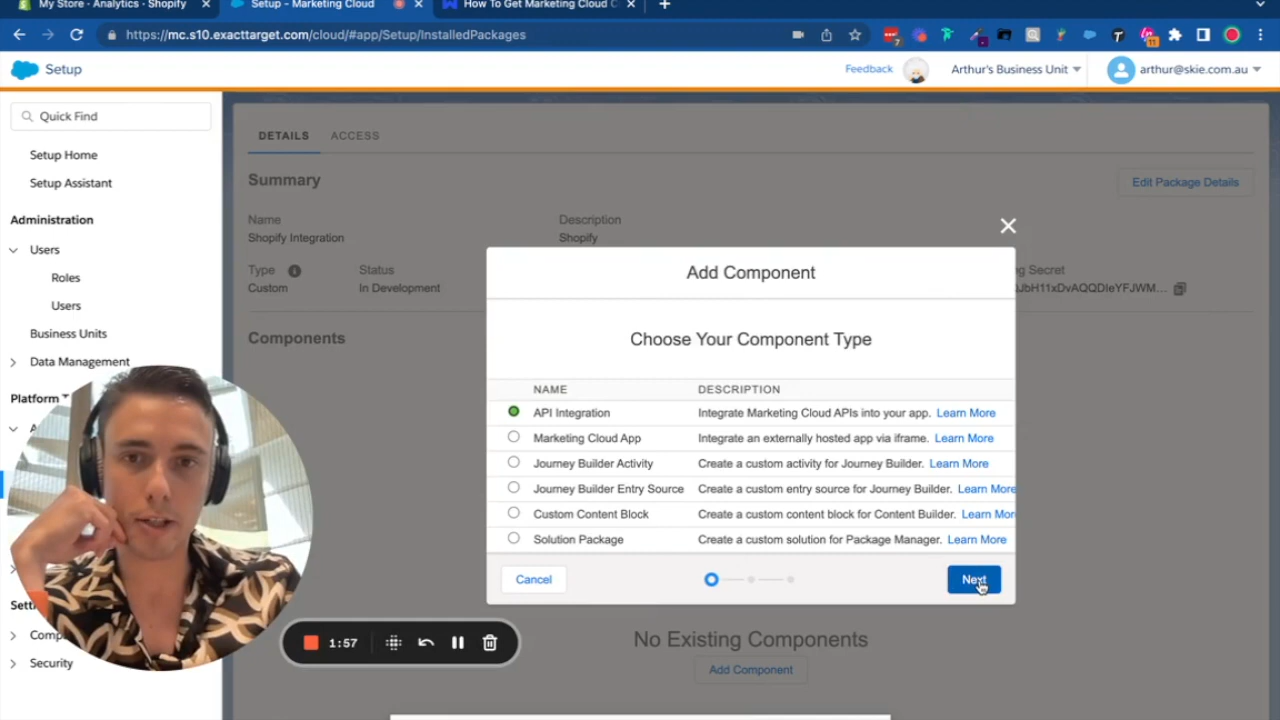 My Store - Analytics - Shopify
Setup - Marketing Cloud
How To Get Marketing Cloud C
https://mc.s10.exacttarget.com/cloud/#app/Setup/InstalledPackages
7
11
Setup
Feedback
Arthur's Business Unit
arthur@skie.com.au
Quick Find
Setup Home
Setup Assistant
Administration
Users
Roles
Users
Business Units
Data Management
Platform
DETAILS ACCESS
Summary
Edit Package Details
Name
Shopify Integration
Description
Shopify
Type
Custom
Status
In Development
g Secret
Components
Add Component
Choose Your Component Type
NAME DESCRIPTION
API Integration Integrate Marketing Cloud APIs into your app. Learn More
Marketing Cloud App Integrate an externally hosted app via iframe. Learn More
Journey Builder Activity Create a custom activity for Journey Builder. Learn More
Journey Builder Entry Source Create a custom entry source for Journey Builder. Learn More
Custom Content Block Create a custom content block for Content Builder. Learn Mor
Solution Package Create a custom solution for Package Manager. Learn More
Cancel
Next
Sett
Comp
Security
1:57
No Existing Components
Add Component